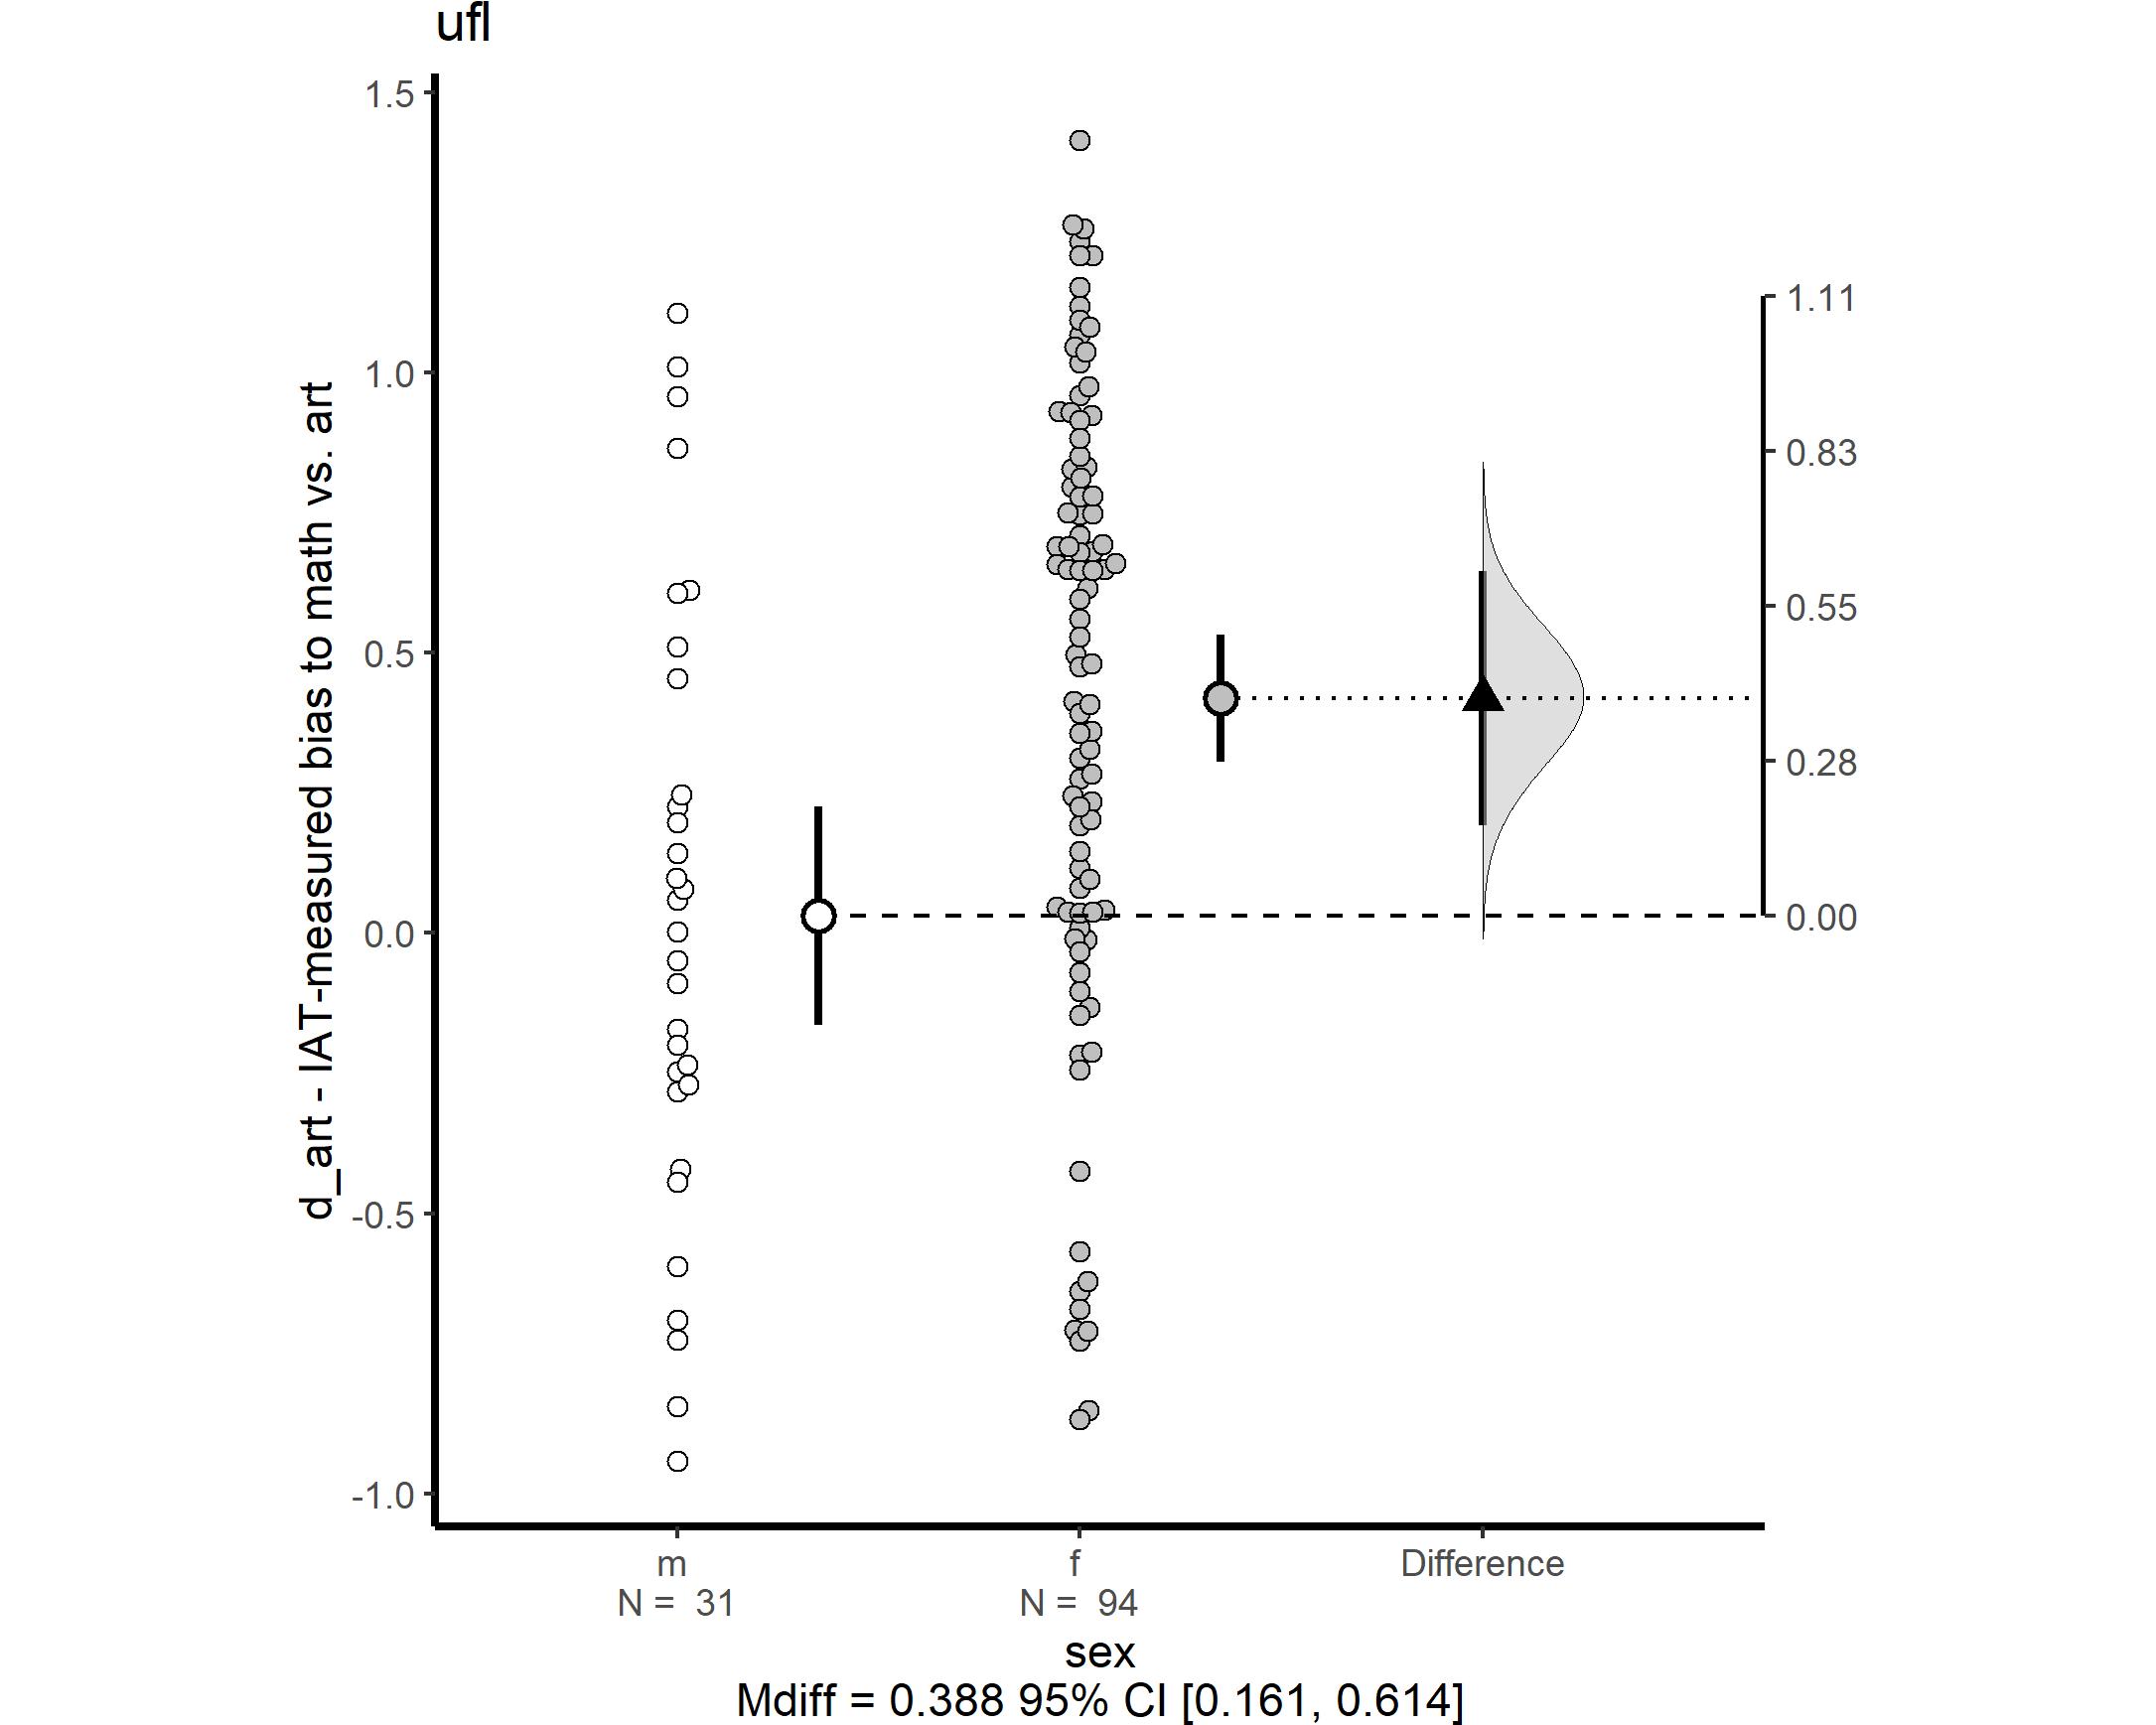 ufl
1.5
1.0
0.5
0.0
-0.5
-1.0
d_art - IAT-measured bias to math vs. art
1.11
0.83
0.55
0.28
0.00
m
N = 31
f
N = 94
Difference
sex
Mdiff = 0.388 95% CI [0.161, 0.614]